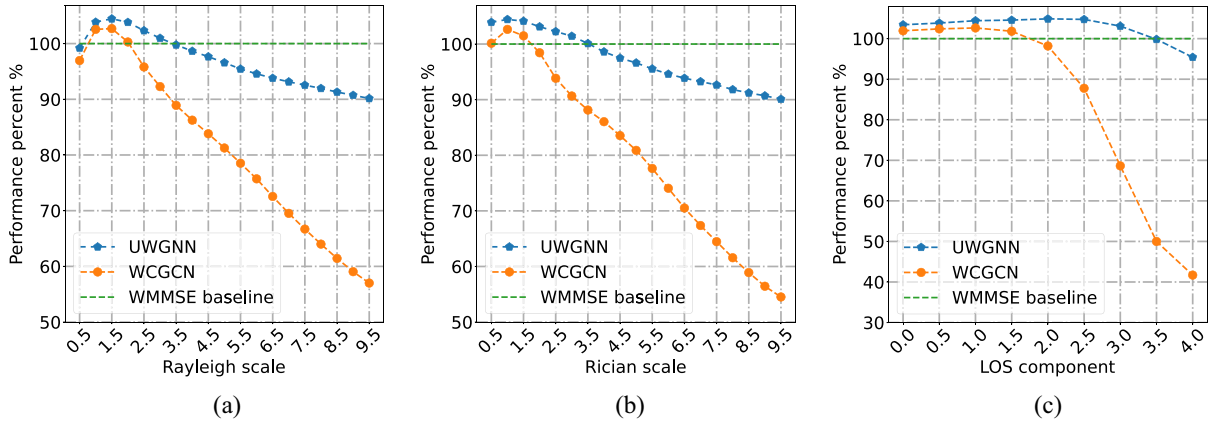 Performance percent %
100
90
80
70
60
50
UWGNN
WCGCN
WMMSE baseline
0.5 1.5 2.5 3.5 4.5 5.5 6.5 7.5 8.5 9.5
Rayleigh scale
(a)
Performance percent %
100
90
80
70
60
50
UWGNN
WCGCN
WMMSE baseline
0.5 1.5 2.5 3.5 4.5 5.5 6.5 7.5 8.5 9.5
Rician scale
(b)
Performance percent %
100
90
80
70
60
50
40
30
UWGNN
WCGCN
WMMSE baseline
0.0 0.5 1.0 1.5 2.0 2.5 3.0 3.5 4.0
LOS component
(c)